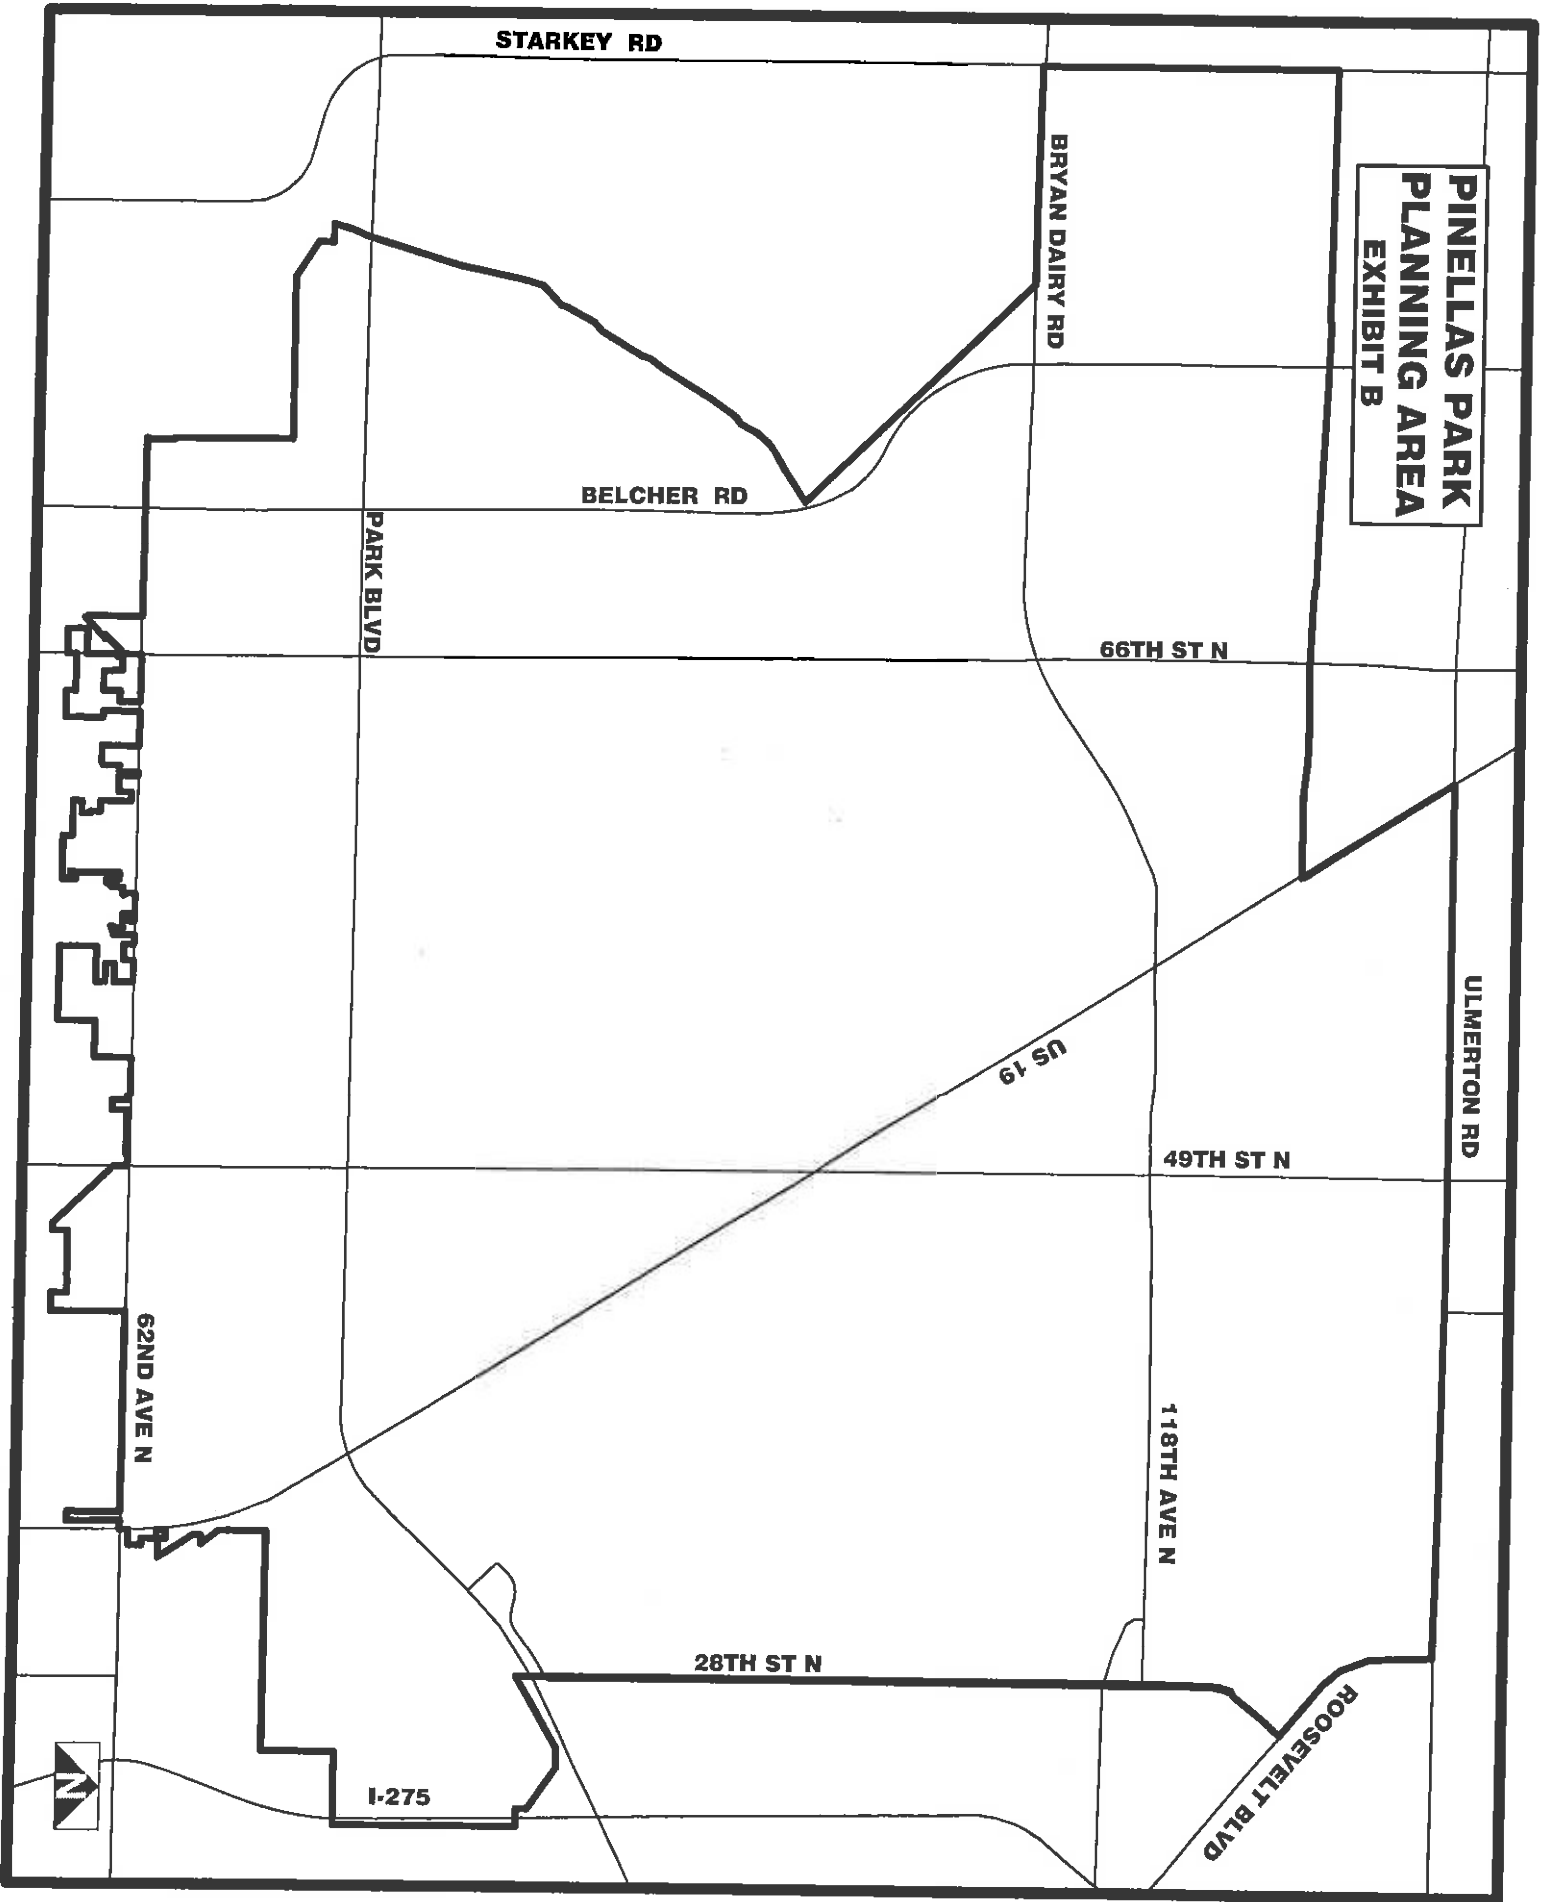 PINELLAS PARK
PLANNING AREA
EXHIBIT B
STARKEY RD
BRYAN DAIRY RD
BELCHER RD
PARK BLVD
66TH ST N
ULMERTON RD
US 19
49TH ST N
62ND AVE N
118TH AVE N
28TH ST N
ROOSEVELT BLVD
I-275
N